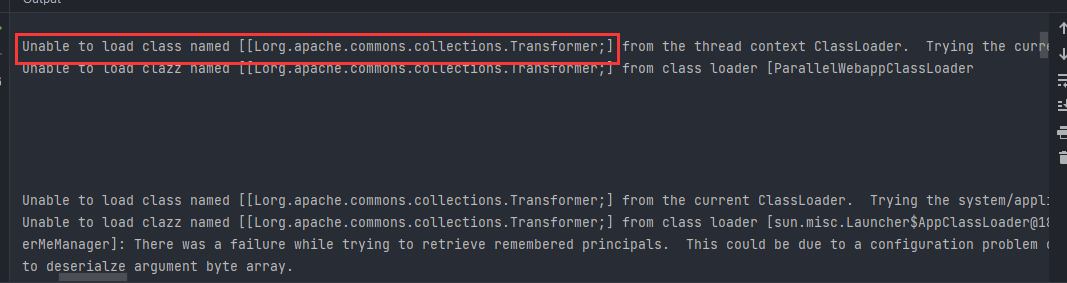 Output
Unable to load class named [[Lorg.apache.commons.collections.Transformer;] from the thread context ClassLoader.  Trying the curre
Unable to load clazz named [[Lorg.apache.commons.collections.Transformer;] from class loader [ParallelWebappClassLoader
Unable to load class named [[Lorg.apache.commons.collections.Transformer;] from the current ClassLoader.  Trying the system/appli
Unable to load clazz named [[Lorg.apache.commons.collections.Transformer;] from class loader [sun.misc.Launcher$AppClassLoader@18
erMeManager]: There was a failure while trying to retrieve remembered principals.  This could be due to a configuration problem
to deserialze argument byte array.